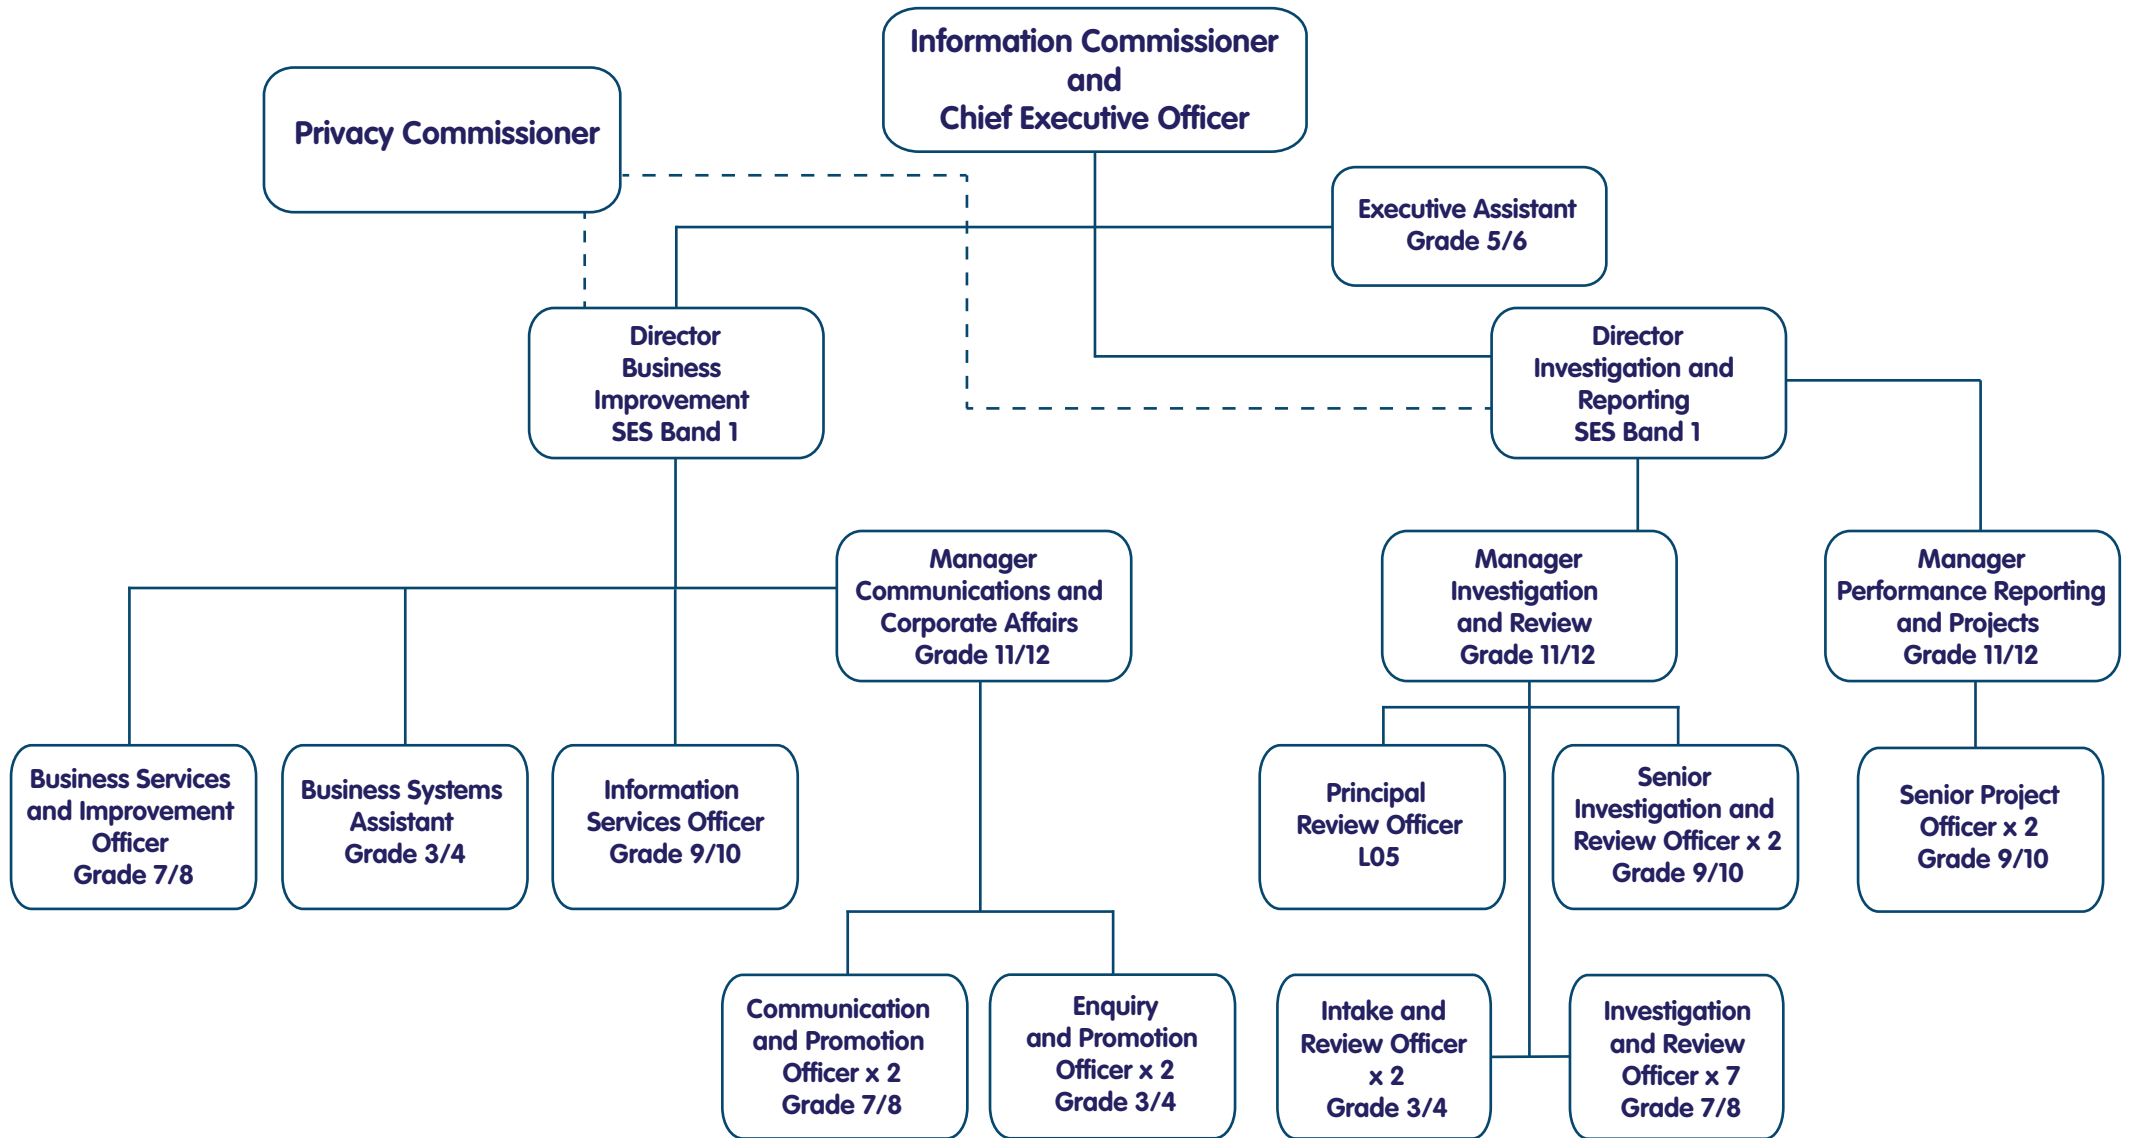 Information Commissioner
and
Chief Executive Officer
Privacy Commissioner
Executive Assistant
Grade 5/6
Director
Business
Improvement
SES Band 1
Director
Investigation and
Reporting
SES Band 1
Manager
Communications and
Corporate Affairs
Grade 11/12
Manager
Investigation
and Review
Grade 11/12
Manager
Performance Reporting
and Projects
Grade 11/12
Business Services
and Improvement
Officer
Grade 7/8
Business Systems
Assistant
Grade 3/4
Information
Services Officer
Grade 9/10
Principal
Review Officer
L05
Senior
Investigation and
Review Officer x 2
Grade 9/10
Senior Project
Officer x 2
Grade 9/10
Communication
and Promotion
Officer x 2
Grade 7/8
Enquiry
and Promotion
Officer x 2
Grade 3/4
Intake and
Review Officer
x 2
Grade 3/4
Investigation
and Review
Officer x 7
Grade 7/8